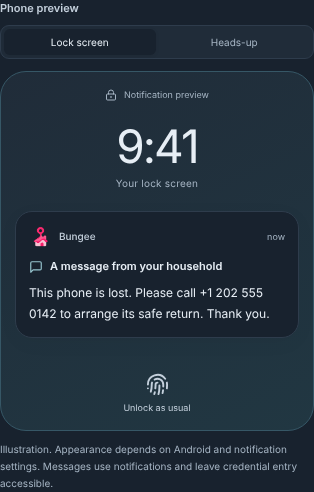 Phone preview
Lock screen
Heads-up
Notification preview
9:41
Your lock screen
Bungee
now
A message from your household
This phone is lost. Please call +1 202 555
0142 to arrange its safe return. Thank you.
Unlock as usual
Illustration. Appearance depends on Android and notification
settings. Messages use notifications and leave credential entry
accessible.